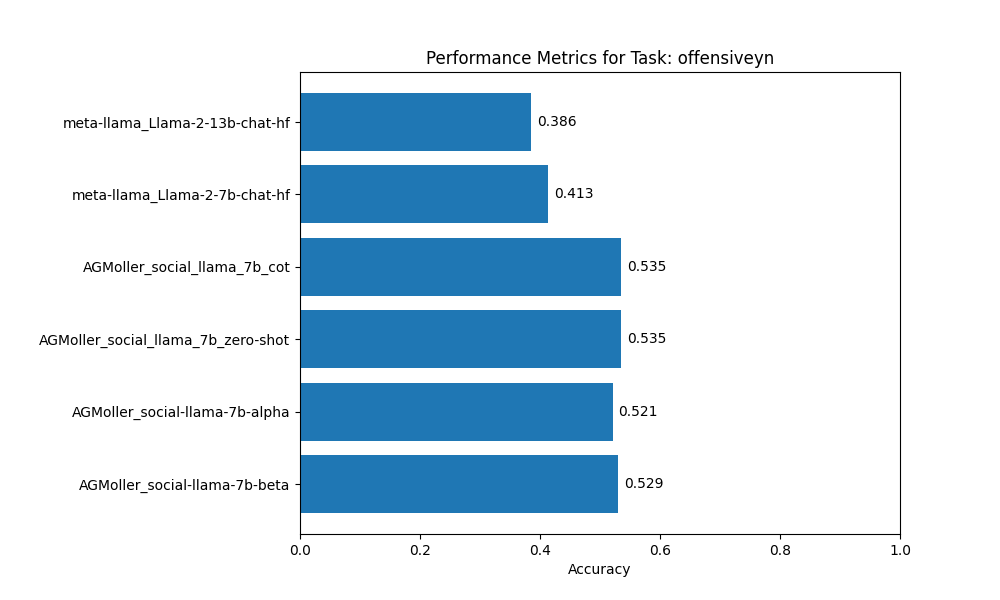 Performance Metrics for Task: offensiveyn
meta-llama_Llama-2-13b-chat-hf
0.386
meta-llama_Llama-2-7b-chat-hf
0.413
AGMoller_social_llama_7b_cot
0.535
AGMoller_social_llama_7b_zero-shot
0.535
AGMoller_social-llama-7b-alpha
0.521
AGMoller_social-llama-7b-beta
0.529
0.0 0.2 0.4 0.6 0.8 1.0
Accuracy